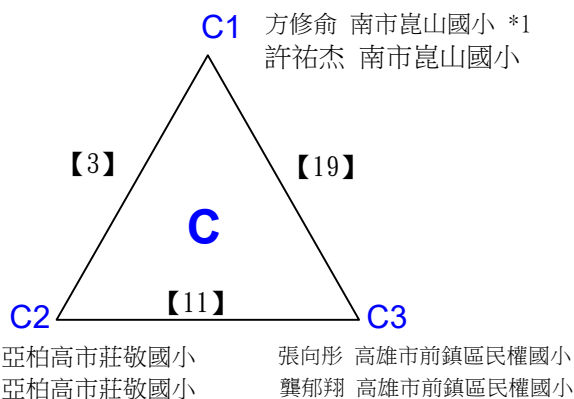 C1
方修俞 南市崑山國小 *1
許祐杰 南市崑山國小
【3】
【19】
C
【11】
C2
C3
亞柏高市莊敬國小
張向彤 高雄市前鎮區民權國小
亞柏高市莊敬國小
龔郁翔 高雄市前鎮區民權國小